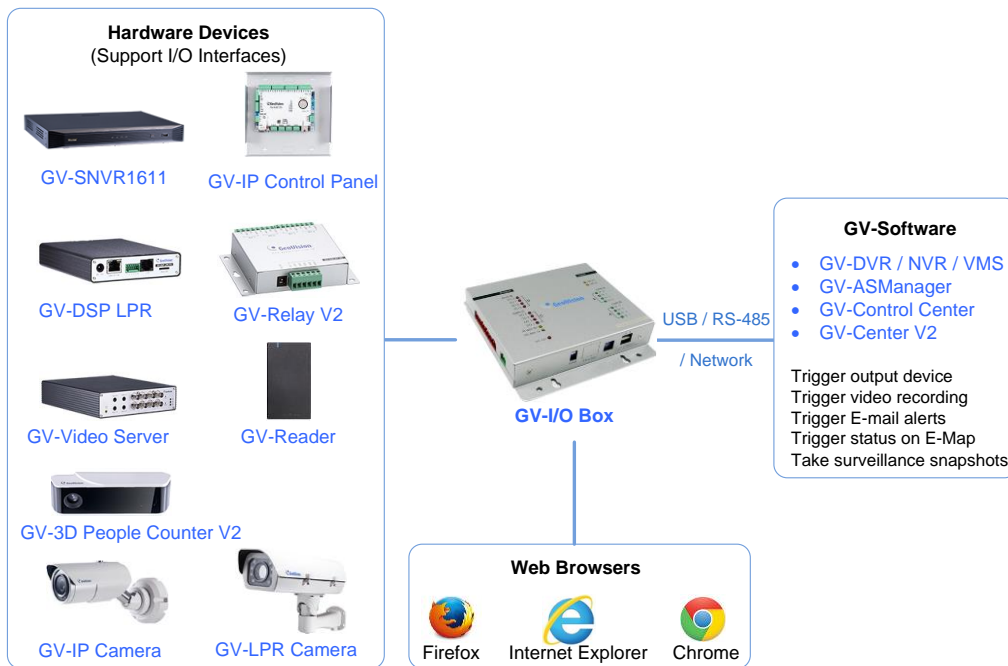 Hardware Devices
(Support I/O Interfaces)
GV-SNVR1611
GV-IP Control Panel
GV-DSP LPR
GeoVision
GV-Relay V2
GV-Video Server
GV-Reader
GV-3D People Counter V2
GV-IP Camera
GV-LPR Camera
GeoVision
GV-I/O Box
USB / RS-485
/ Network
GV-Software
• GV-DVR / NVR / VMS
• GV-ASManager
• GV-Control Center
• GV-Center V2
Trigger output device
Trigger video recording
Trigger E-mail alerts
Trigger status on E-Map
Take surveillance snapshots
Web Browsers
Firefox
Internet Explorer
Chrome